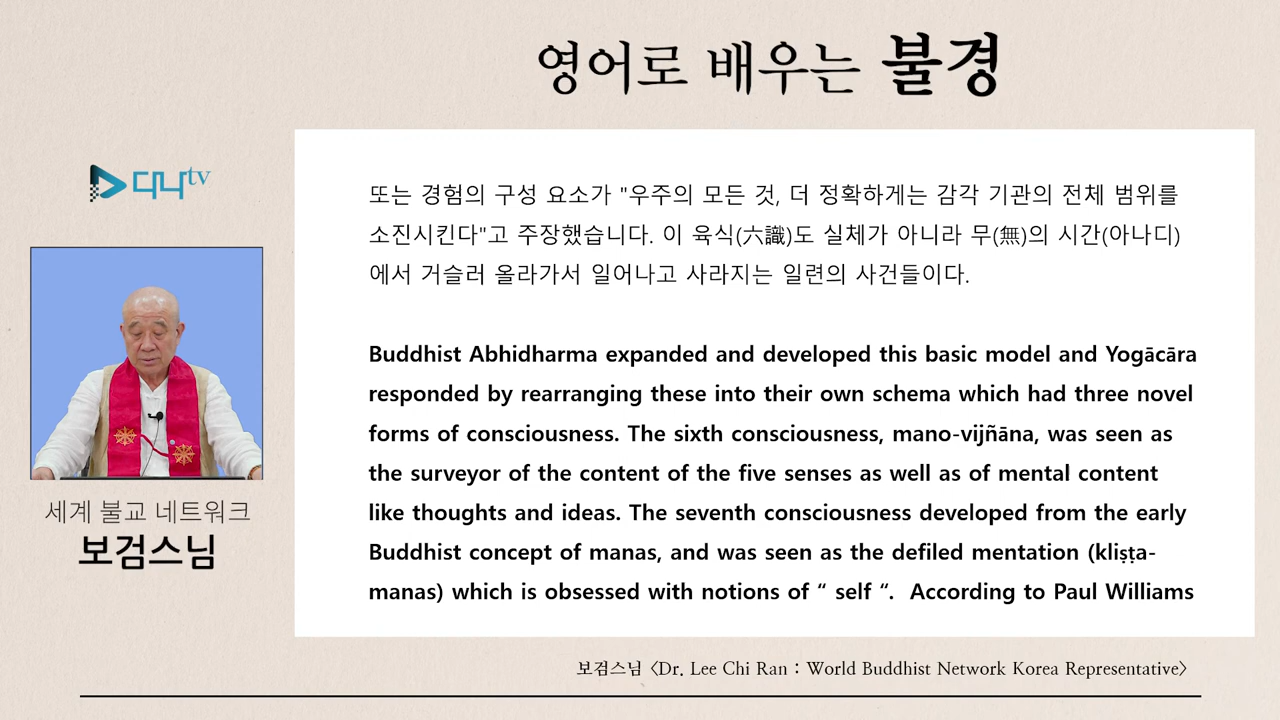 영어로 배우는 불경
디나tv
또는 경험의 구성 요소가 "우주의 모든 것, 더 정확하게는 감각 기관의 전체 범위를
소진시킨다"고 주장했습니다. 이 육식(六識)도 실체가 아니라 무(無)의 시간(아나디)
에서 거슬러 올라가서 일어나고 사라지는 일련의 사건들이다.
Buddhist Abhidharma expanded and developed this basic model and Yogācāra
responded by rearranging these into their own schema which had three novel
forms of consciousness. The sixth consciousness, mano-vijñāna, was seen as
the surveyor of the content of the five senses as well as of mental content
like thoughts and ideas. The seventh consciousness developed from the early
Buddhist concept of manas, and was seen as the defiled mentation (kliṣṭa-
manas) which is obsessed with notions of “ self “.  According to Paul Williams
세계 불교 네트워크
보검스님
보검스님 〈Dr. Lee Chi Ran : World Buddhist Network Korea Representative〉